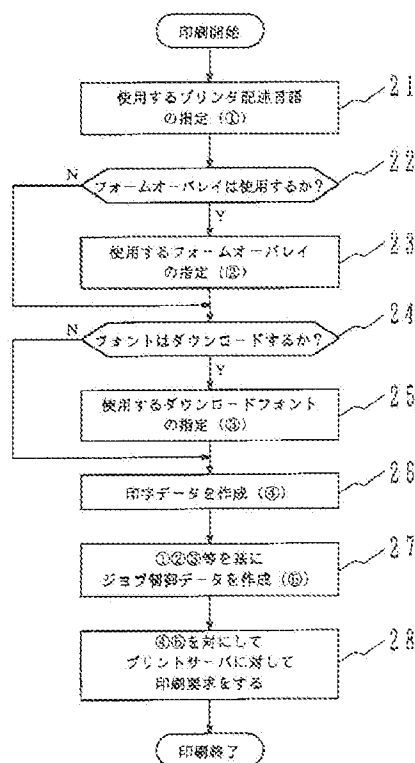 印刷開始
21
使用するプリンタ記述言語
の指定 (①)
22
N
フォームオーバレイは使用するか?
Y
23
使用するフォームオーバレイ
の指定 (②)
24
N
フォントはダウンロードするか?
Y
25
使用するダウンロードフォント
の指定 (③)
26
印字データを作成 (④)
27
①②③等を基に
ジョブ制御データを作成 (⑤)
28
④⑤を対にして
プリントサーバに対して
印刷要求をする
印刷終了